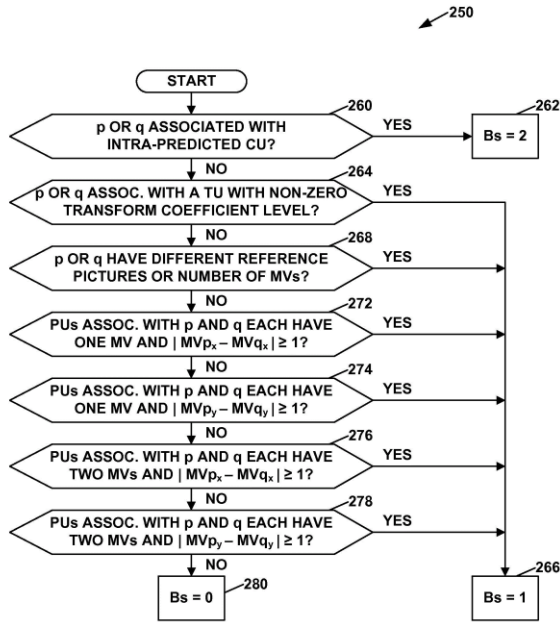 250
START
260
p OR q ASSOCIATED WITH
INTRA-PREDICTED CU?
YES
262
Bs = 2
NO
264
p OR q ASSOC. WITH A TU WITH NON-ZERO
TRANSFORM COEFFICIENT LEVEL?
YES
NO
268
p OR q HAVE DIFFERENT REFERENCE
PICTURES OR NUMBER OF MVs?
YES
NO
272
PUs ASSOC. WITH p AND q EACH HAVE
ONE MV AND | MVpx – MVqx | ≥ 1?
YES
NO
274
PUs ASSOC. WITH p AND q EACH HAVE
ONE MV AND | MVpy – MVqy | ≥ 1?
YES
NO
276
PUs ASSOC. WITH p AND q EACH HAVE
TWO MVs AND | MVpx – MVqx | ≥ 1?
YES
NO
278
PUs ASSOC. WITH p AND q EACH HAVE
TWO MVs AND | MVpy – MVqy | ≥ 1?
YES
NO
280
Bs = 0
266
Bs = 1